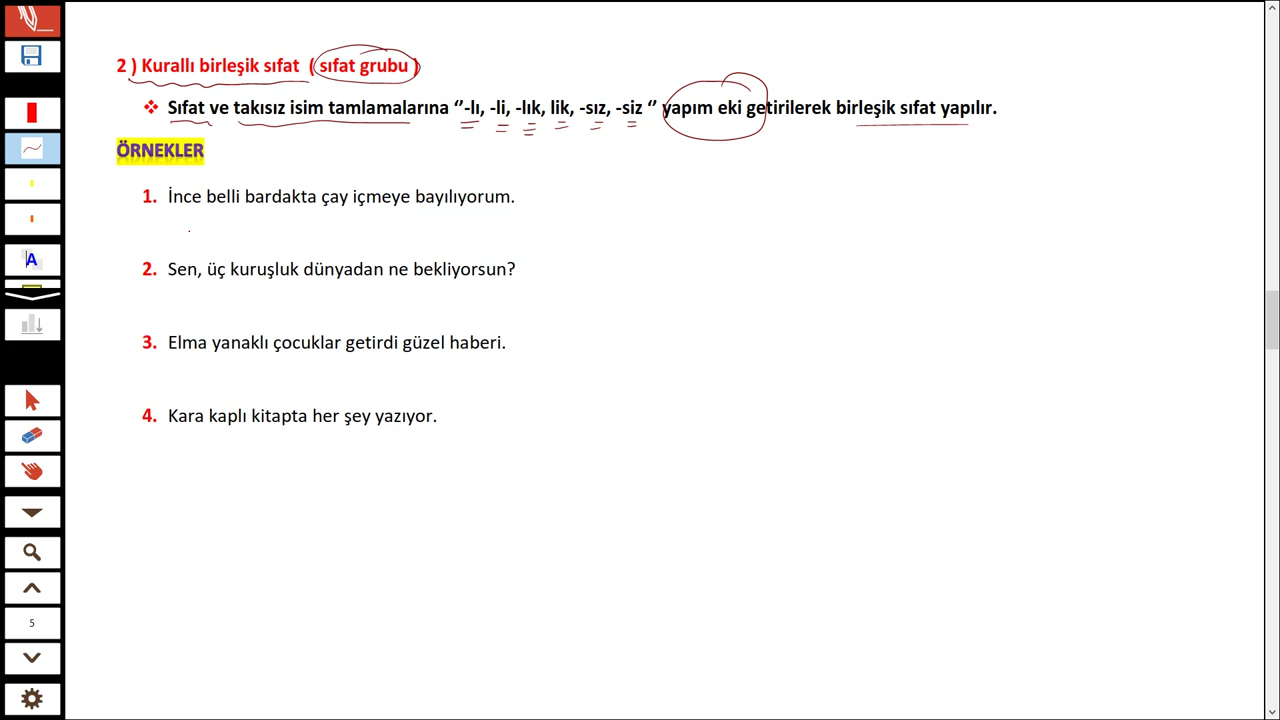 2 ) Kurallı birleşik sıfat ( sıfat grubu )
❖ Sıfat ve takısız isim tamlamalarına ‘’-lı, -li, -lık, lik, -sız, -siz ‘’ yapım eki getirilerek birleşik sıfat yapılır.
ÖRNEKLER
1. İnce belli bardakta çay içmeye bayılıyorum.
2. Sen, üç kuruşluk dünyadan ne bekliyorsun?
3. Elma yanaklı çocuklar getirdi güzel haberi.
4. Kara kaplı kitapta her şey yazıyor.
A
5